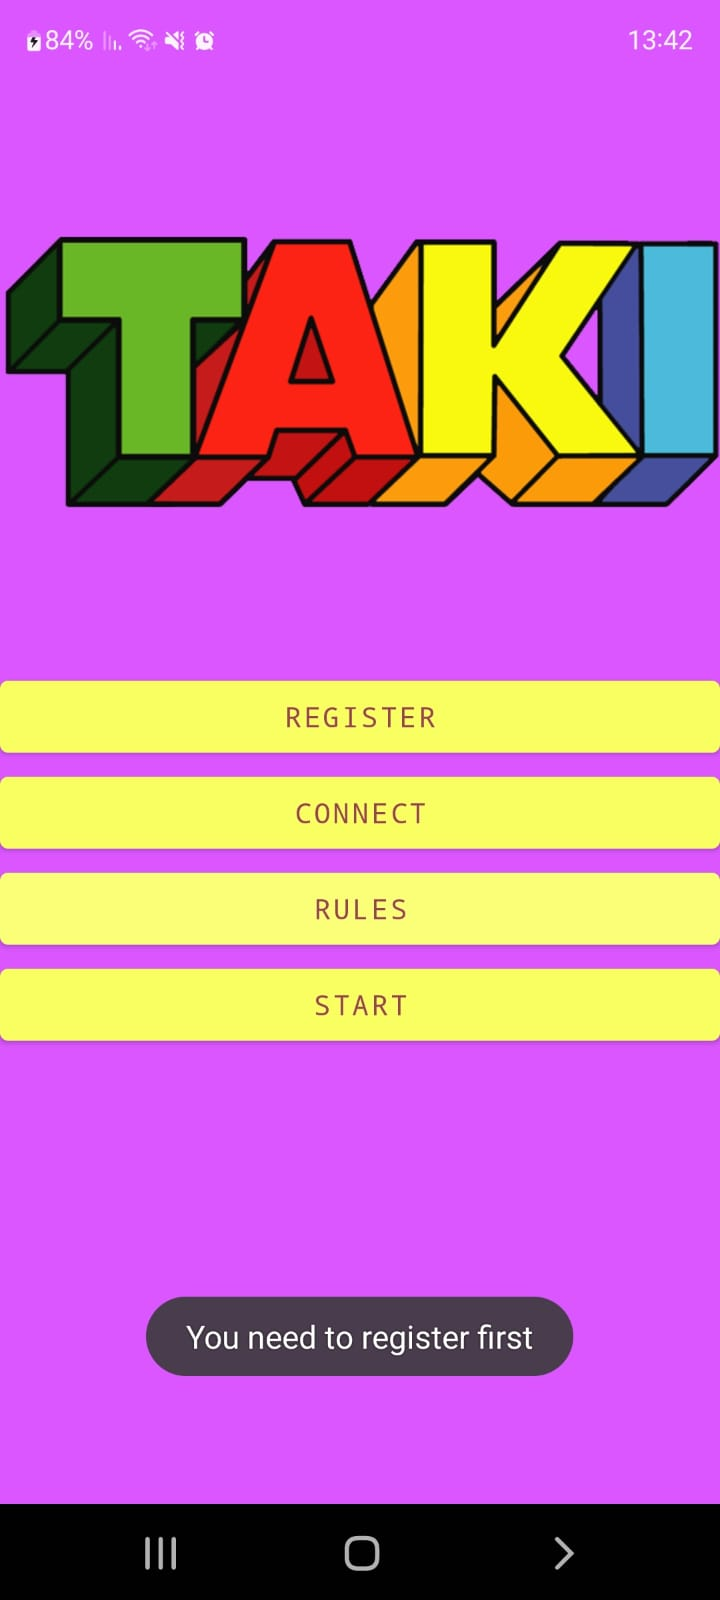 84%
13:42
TAKI
REGISTER
CONNECT
RULES
START
You need to register first